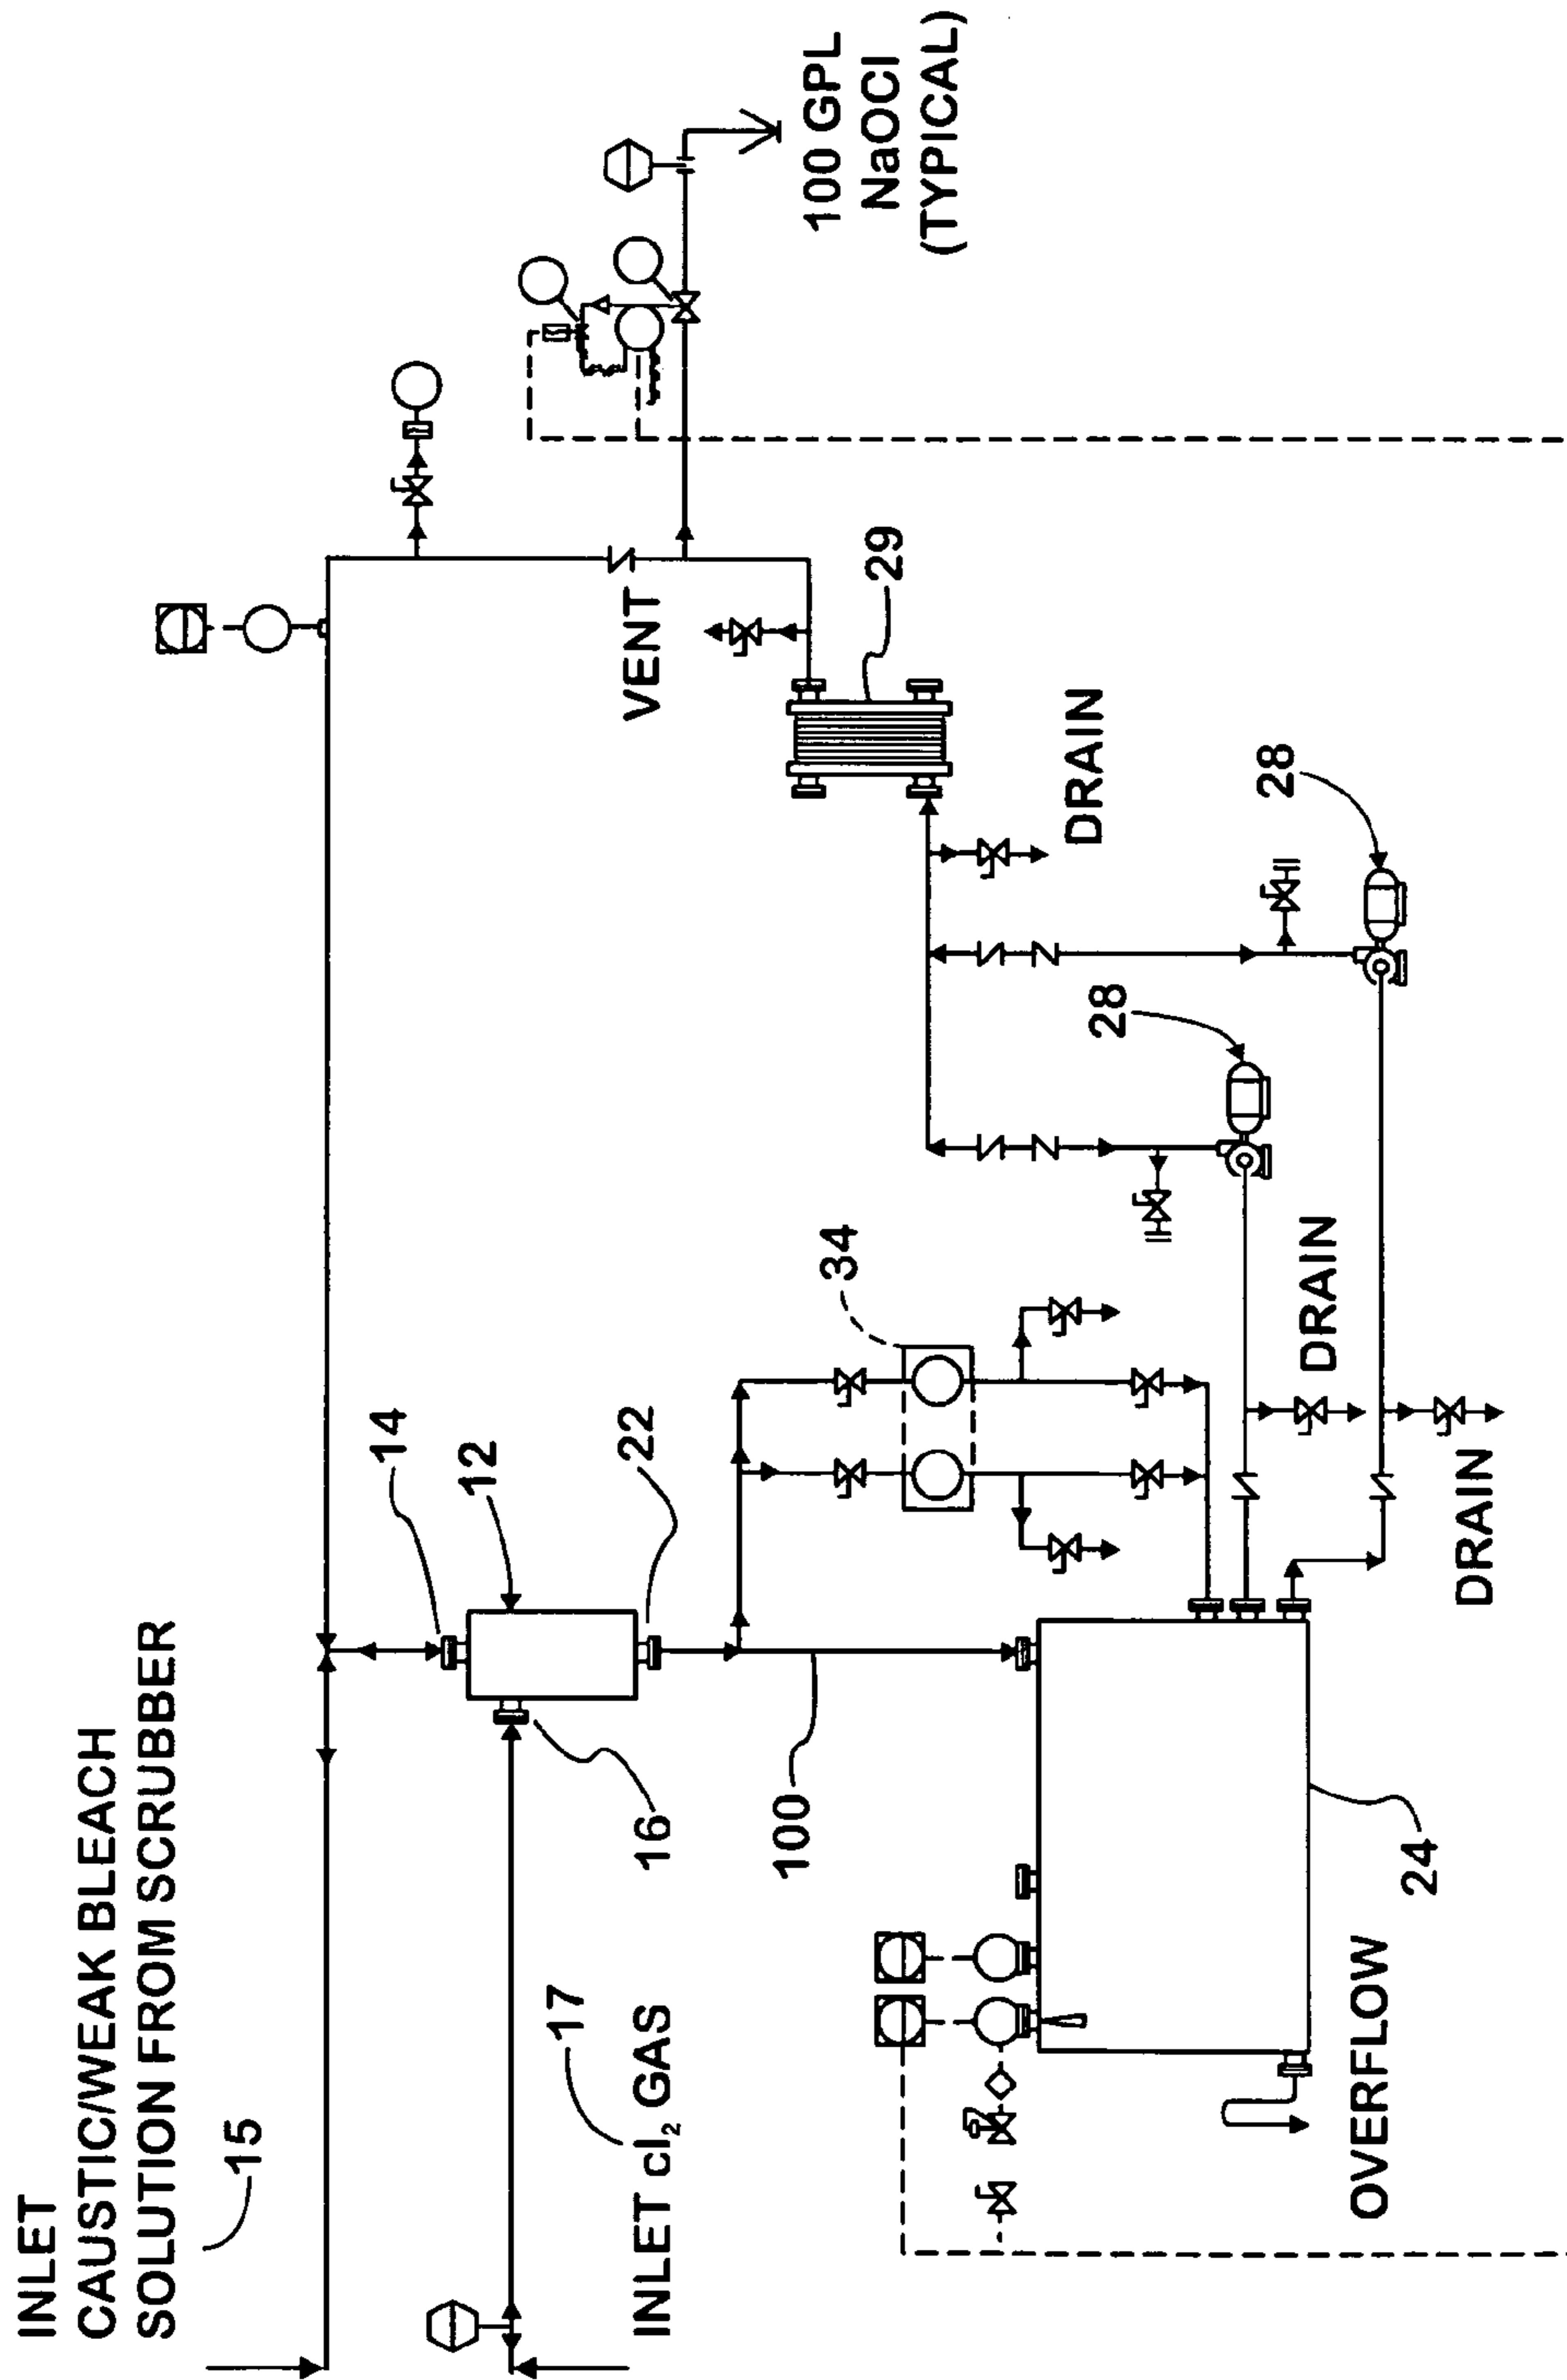 INLET
CAUSTIC/WEAK BLEACH
SOLUTION FROM SCRUBBER
15
17
INLET cl₂ GAS
14
12
16
22
100
34
24
OVERFLOW
DRAIN
DRAIN
28
28
DRAIN
29
VENT
100 GPL
NaOCl
(TYPICAL)